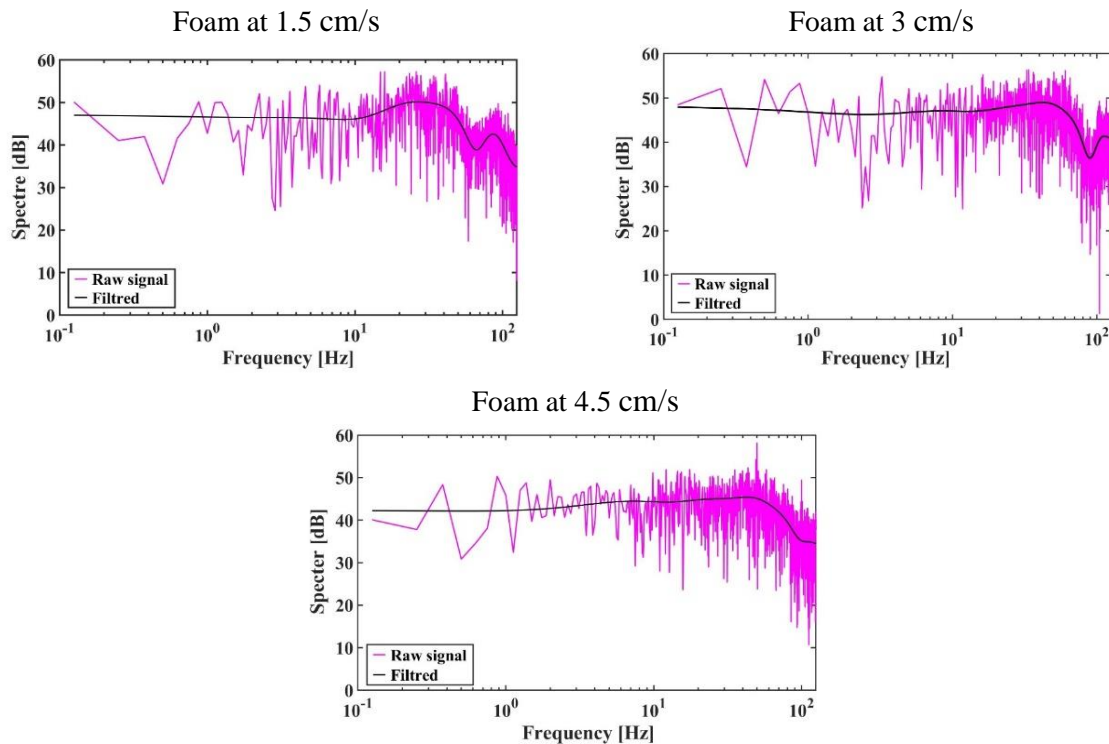 Foam at 1.5 cm/s
60
50
40
30
20
10
0
Spectre [dB]
Raw signal
Filtred
10^-1
10^0
10^1
10^2
Frequency [Hz]
Foam at 3 cm/s
60
50
40
30
20
10
0
Specter [dB]
Raw signal
Filtred
10^-1
10^0
10^1
10^2
Frequency [Hz]
Foam at 4.5 cm/s
60
50
40
30
20
10
0
Specter [dB]
Raw signal
Filtred
10^-1
10^0
10^1
10^2
Frequency [Hz]